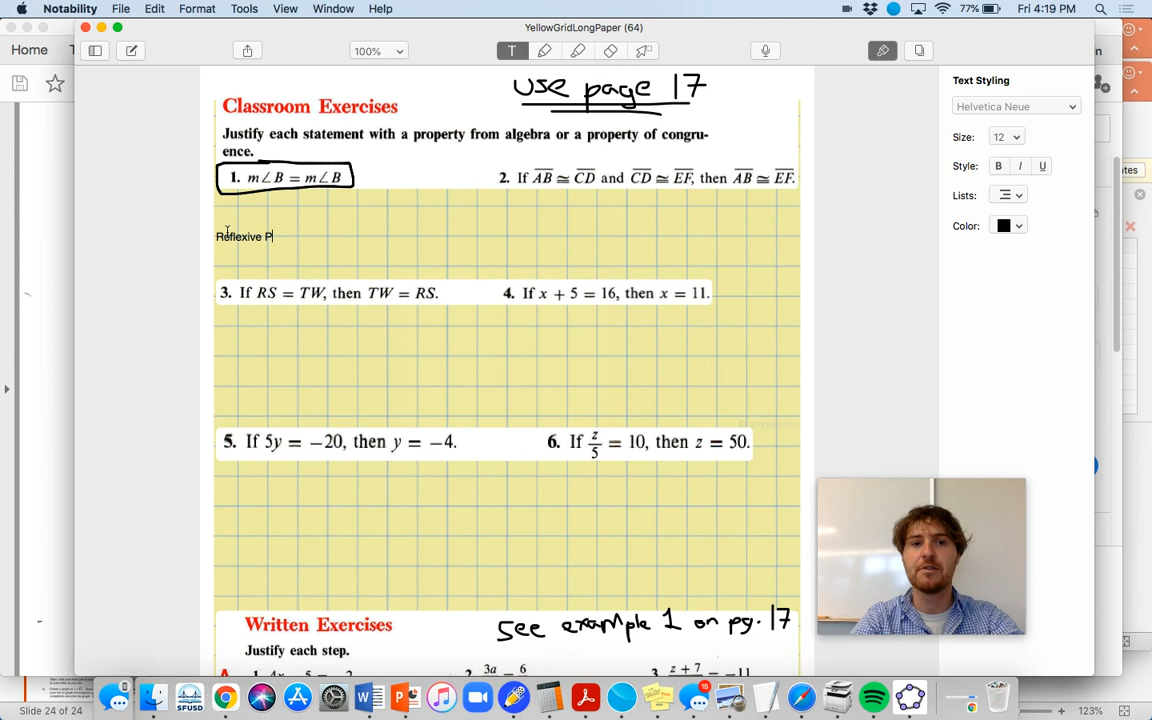 Notability File Edit View Tools Window Help
77% Fri 4:19 PM
YellowGridLongPaper (64)
Home
100%
T
Text Styling
Helvetica Neue
Size: 12
Style: B I U
Lists:
Color:
use page 17
Classroom Exercises
Justify each statement with a property from algebra or a property of congru-
ence.
1. m∠B = m∠B
2. If AB ≅ CD and CD ≅ EF, then AB ≅ EF.
Reflexive P
3. If RS = TW, then TW = RS.
4. If x + 5 = 16, then x = 11.
5. If 5y = −20, then y = −4.
6. If z/5 = 10, then z = 50.
Written Exercises
see example 1 on pg. 17
Justify each step.
Slide 24 of 24
123%
SFUSD
15